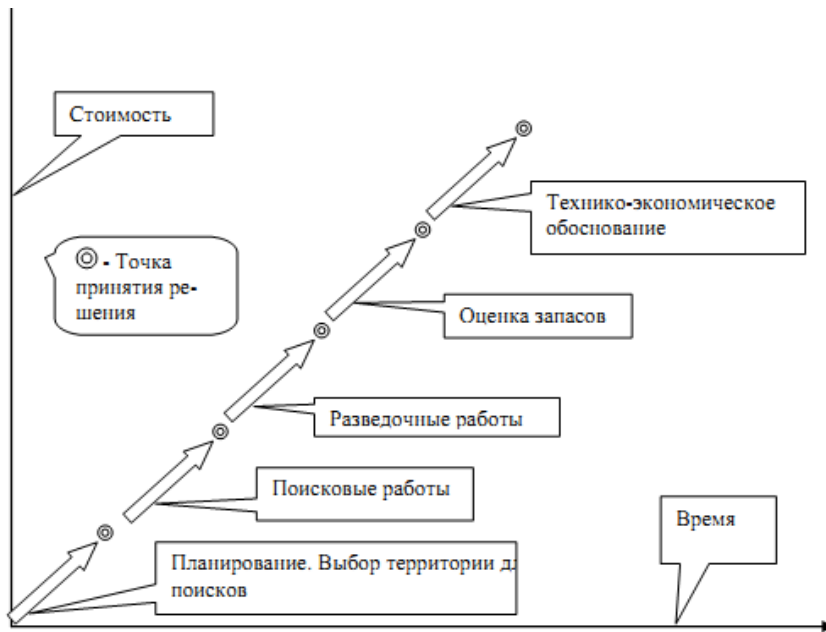 Стоимость
Технико-экономическое
обоснование
◎ - Точка
принятия ре-
шения
Оценка запасов
Разведочные работы
Поисковые работы
Время
Планирование. Выбор территории д
поисков